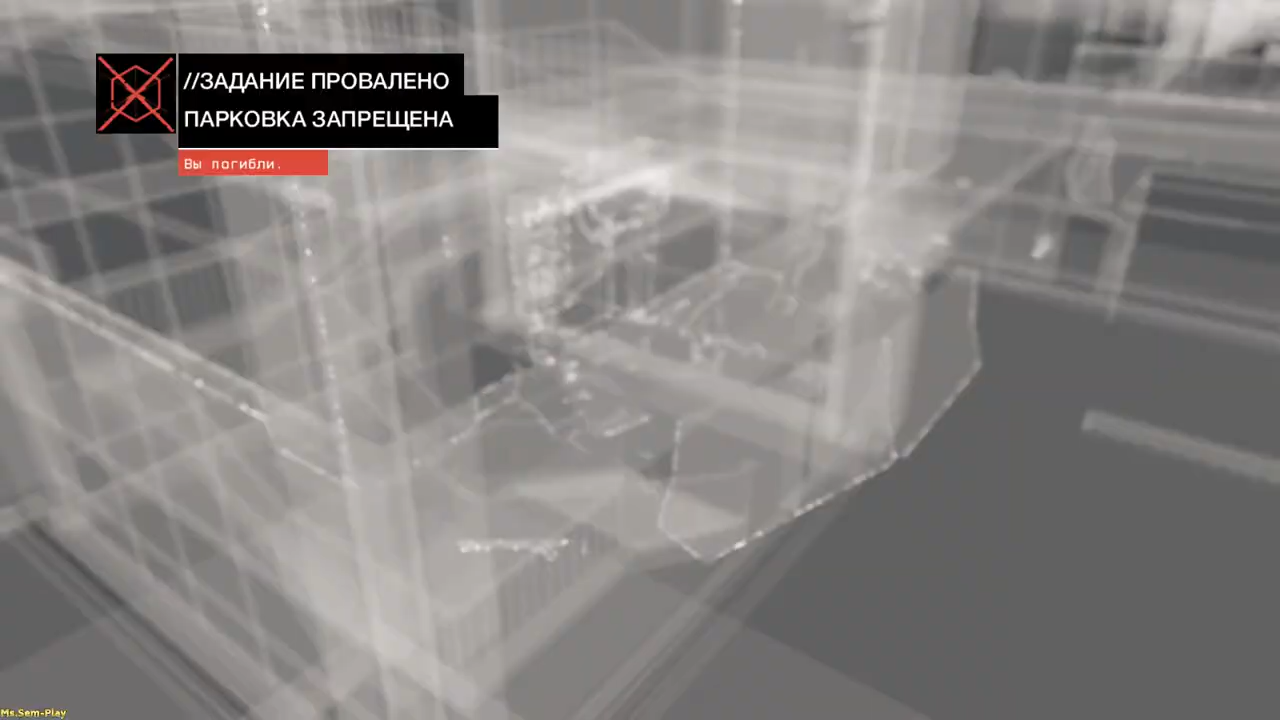 //ЗАДАНИЕ ПРОВАЛЕНО
ПАРКОВКА ЗАПРЕЩЕНА
Вы погибли.
Ms.Sem-Play